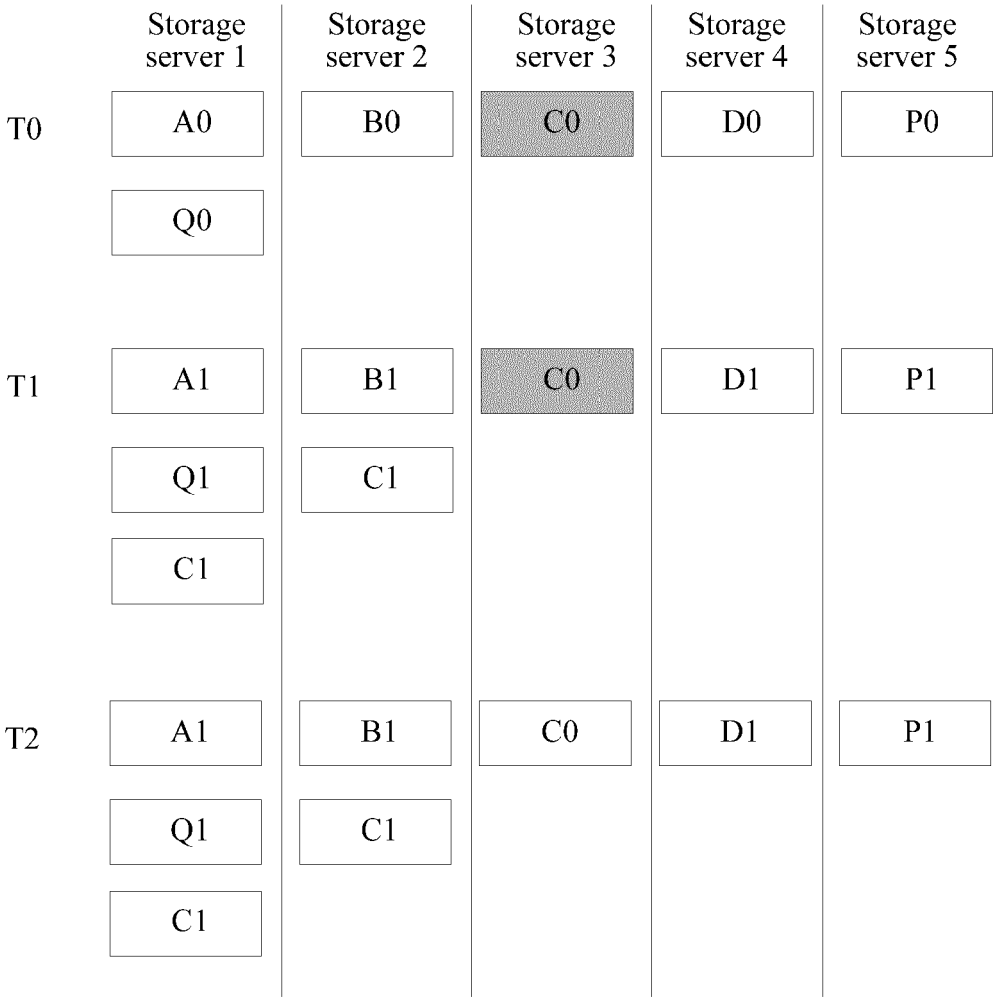 Storage server 1
Storage server 2
Storage server 3
Storage server 4
Storage server 5
T0
A0
B0
C0
D0
P0
Q0
T1
A1
B1
C0
D1
P1
Q1
C1
C1
T2
A1
B1
C0
D1
P1
Q1
C1
C1